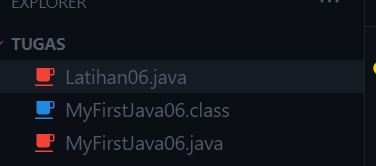 EXPLORER
TUGAS
Latihan06.java
MyFirstJava06.class
MyFirstJava06.java